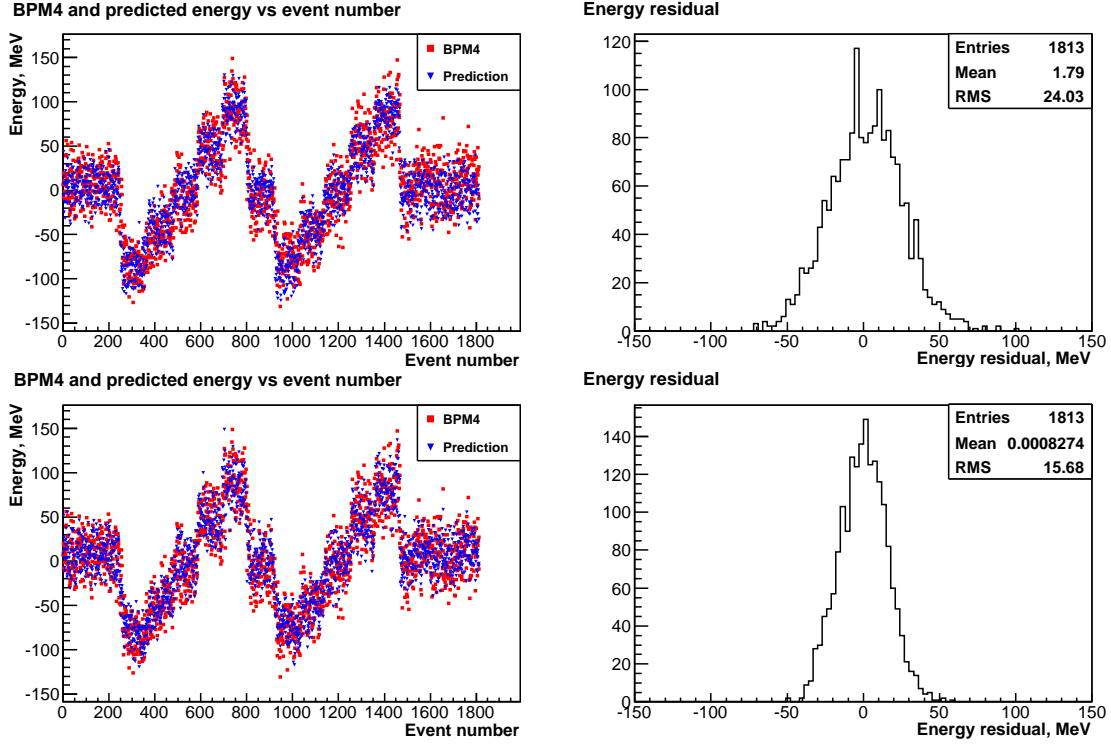 BPM4 and predicted energy vs event number
Energy, MeV
150
100
50
0
-50
-100
-150
BPM4
Prediction
0 200 400 600 800 1000 1200 1400 1600 1800
Event number
Energy residual
120
100
80
60
40
20
0
Entries 1813
Mean 1.79
RMS 24.03
-150 -100 -50 0 50 100 150
Energy residual, MeV
BPM4 and predicted energy vs event number
Energy, MeV
150
100
50
0
-50
-100
-150
BPM4
Prediction
0 200 400 600 800 1000 1200 1400 1600 1800
Event number
Energy residual
140
120
100
80
60
40
20
0
Entries 1813
Mean 0.0008274
RMS 15.68
-150 -100 -50 0 50 100 150
Energy residual, MeV